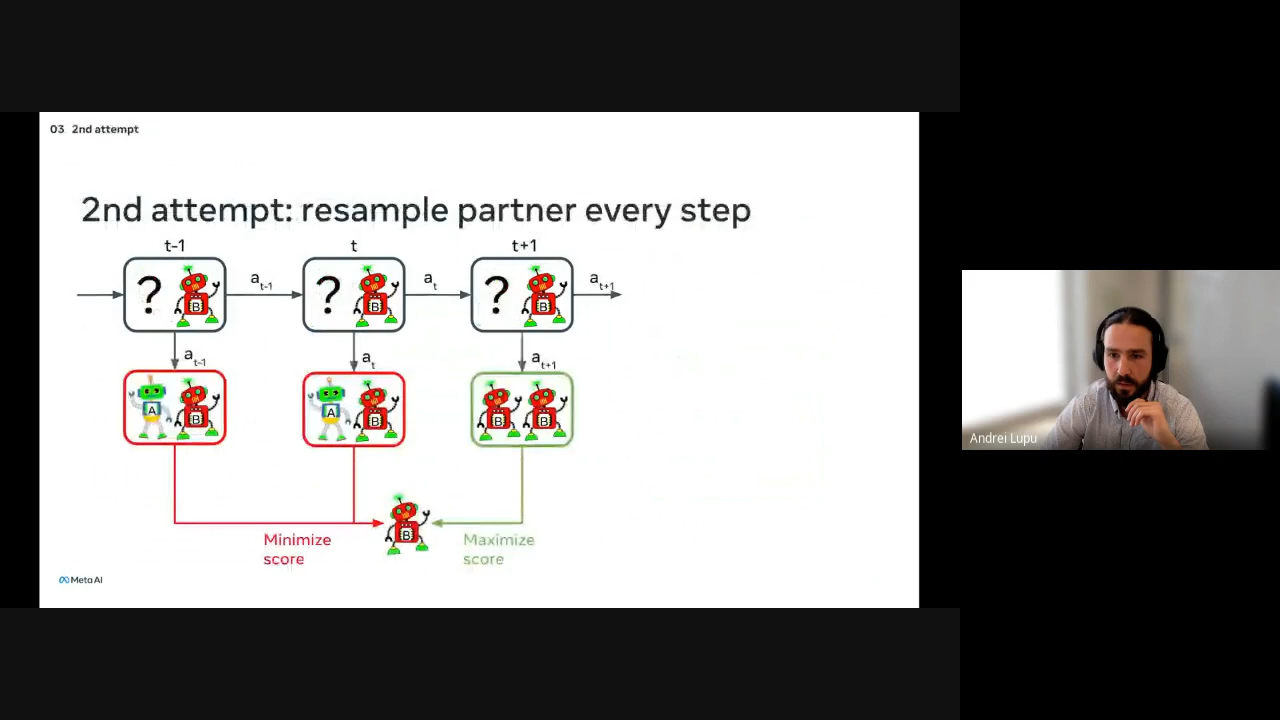 03 2nd attempt
2nd attempt: resample partner every step
t-1 t t+1
? B a t-1 ? B a t ? B a t+1
a t-1 a t a t+1
A B A B B B
B
Minimize score
Maximize score
Meta AI
Andrei Lupu